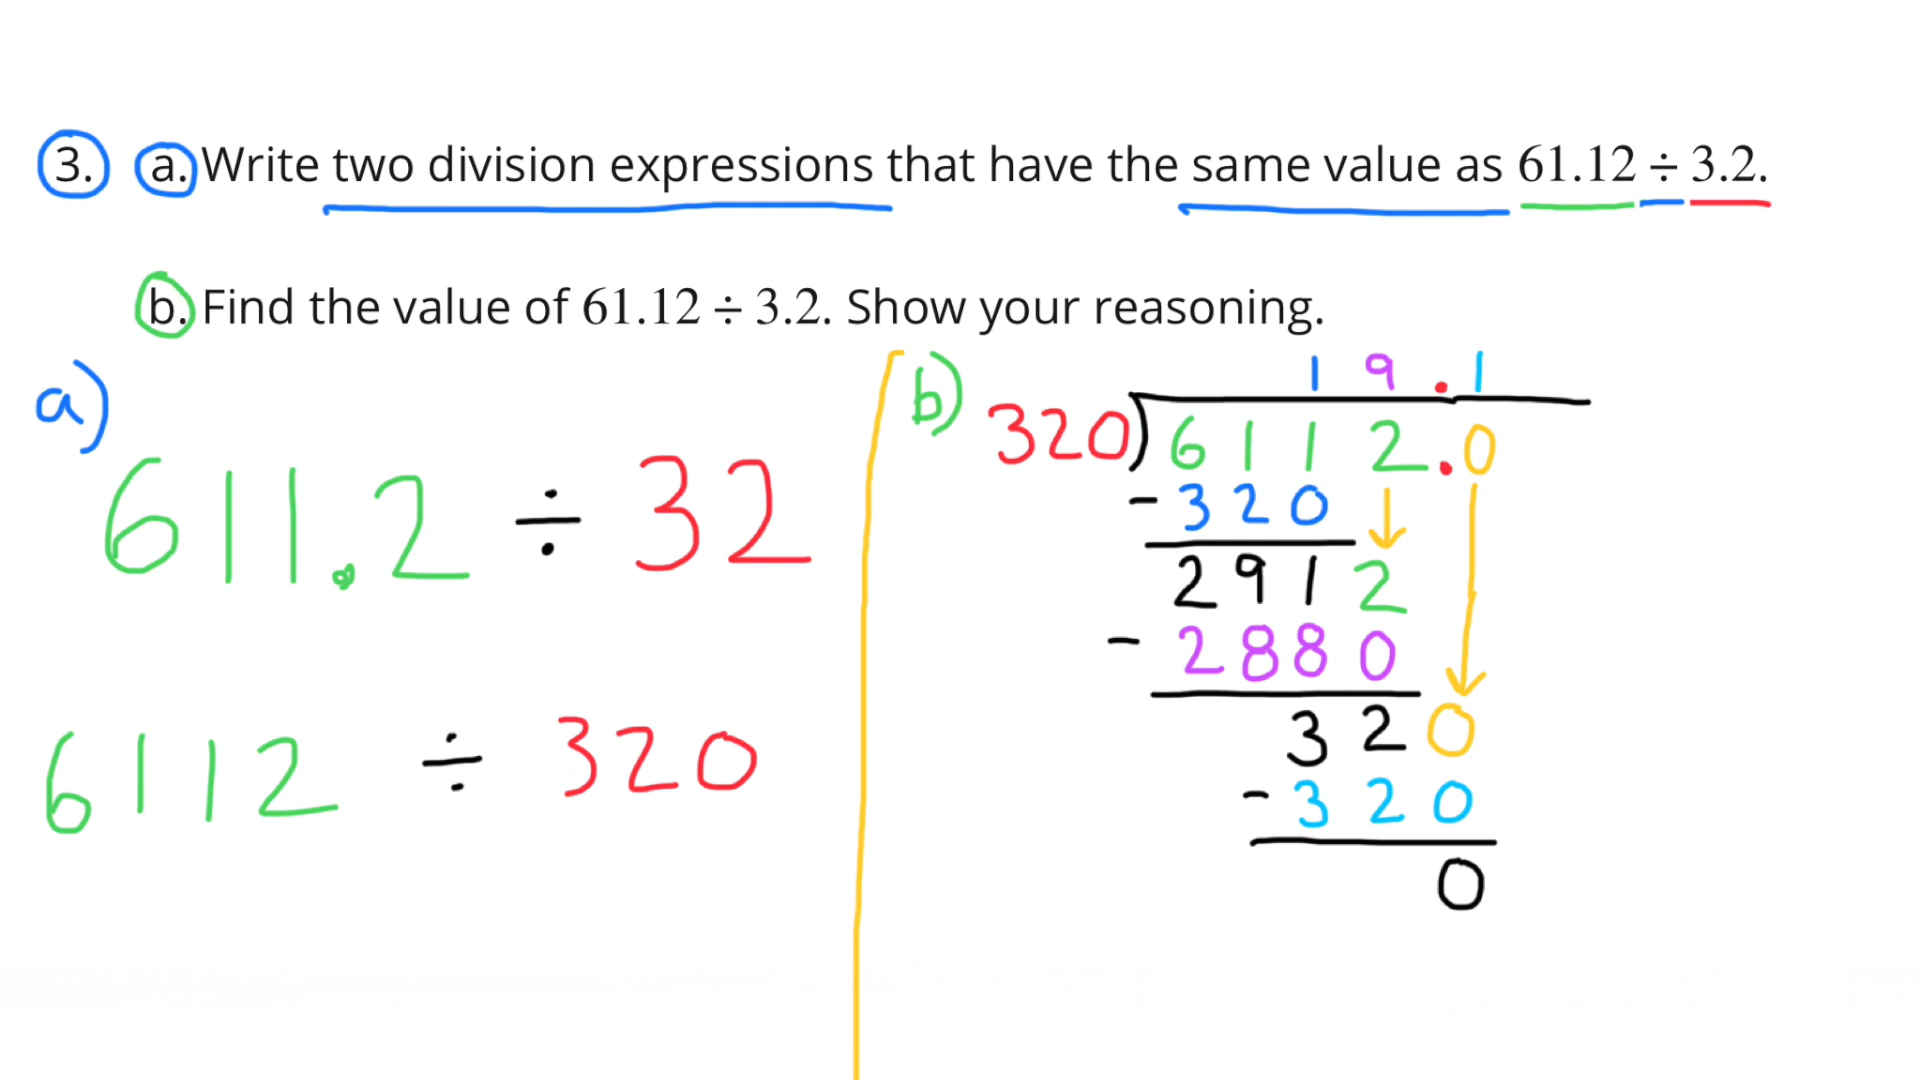 3. a. Write two division expressions that have the same value as 61.12 ÷ 3.2.
b. Find the value of 61.12 ÷ 3.2. Show your reasoning.
a)
611.2 ÷ 32
6112 ÷ 320
b)
19.1
320)6112.0
-320
2912
-2880
320
-320
0